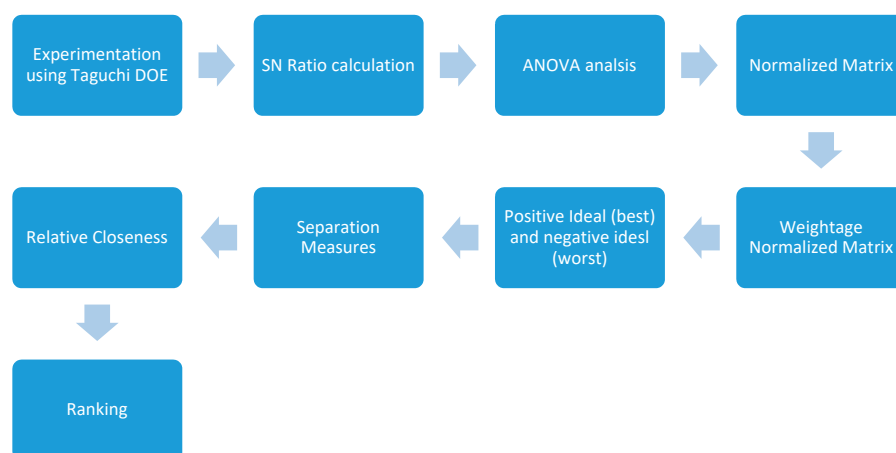 Experimentation
using Taguchi DOE
SN Ratio calculation
ANOVA analsis
Normalized Matrix
Weightage
Normalized Matrix
Positive Ideal (best)
and negative idesl
(worst)
Separation
Measures
Relative Closeness
Ranking